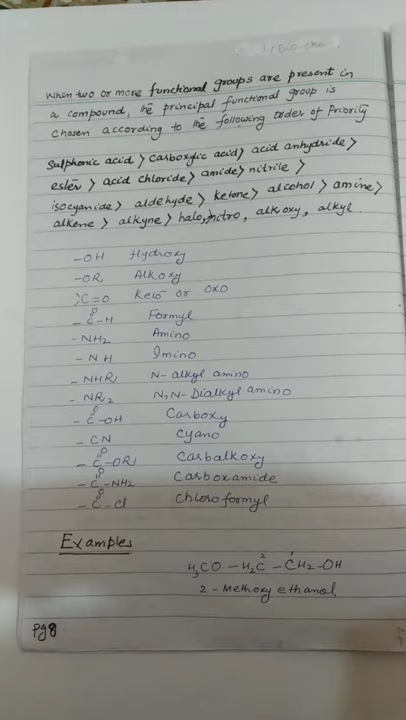 When two or more functional groups are present in
a compound, the principal functional group is
chosen according to the following order of Priority
Sulphonic acid > carboxylic acid > acid anhydride >
ester > acid chloride > amide > nitrile >
isocyanide > aldehyde > ketone > alcohol > amine >
alkene > alkyne > halo, nitro, alkoxy, alkyl.
-OH Hydroxy
-OR Alkoxy
>C=O Keto or oxo
O
-C-H Formyl
-NH2 Amino
-NH Imino
-NHR N-alkyl amino
-NR2 N,N-Dialkyl amino
O
-C-OH Carboxy
-CN Cyano
O
-C-OR Carbalkoxy
O
-C-NH2 Carboxamide
O
-C-Cl Chloroformyl
Examples
2 1
H3CO-H2C-CH2-OH
2-Methoxy ethanol
Pg 8